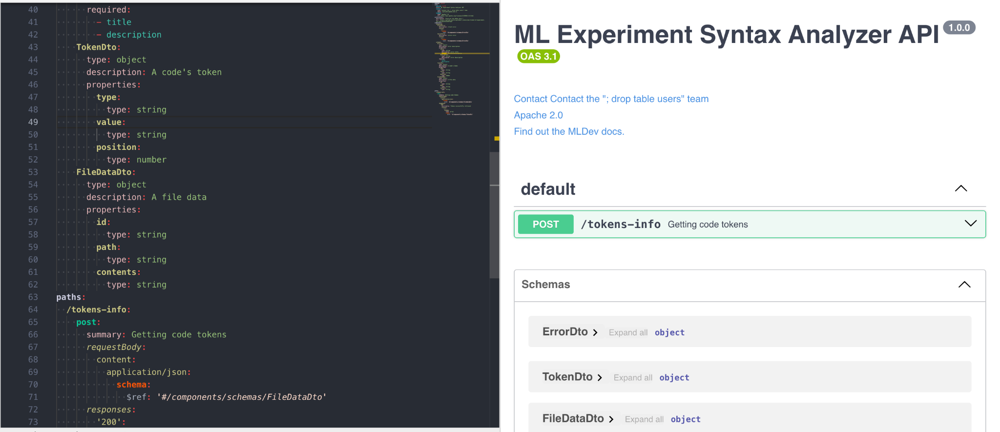 40 required:
41 - title
42 - description
43 TokenDto:
44 type: object
45 description: A code's token
46 properties:
47 type:
48 type: string
49 value:
50 type: string
51 position:
52 type: number
53 FileDataDto:
54 type: object
55 description: A file data
56 properties:
57 id:
58 type: string
59 path:
60 type: string
61 contents:
62 type: string
63 paths:
64 /tokens-info:
65 post:
66 summary: Getting code tokens
67 requestBody:
68 content:
69 application/json:
70 schema:
71 $ref: '#/components/schemas/FileDataDto'
72 responses:
73 '200':
ML Experiment Syntax Analyzer API 1.0.0
OAS 3.1
Contact Contact the "; drop table users" team
Apache 2.0
Find out the MLDev docs.
default
POST /tokens-info Getting code tokens
Schemas
ErrorDto Expand all object
TokenDto Expand all object
FileDataDto Expand all object